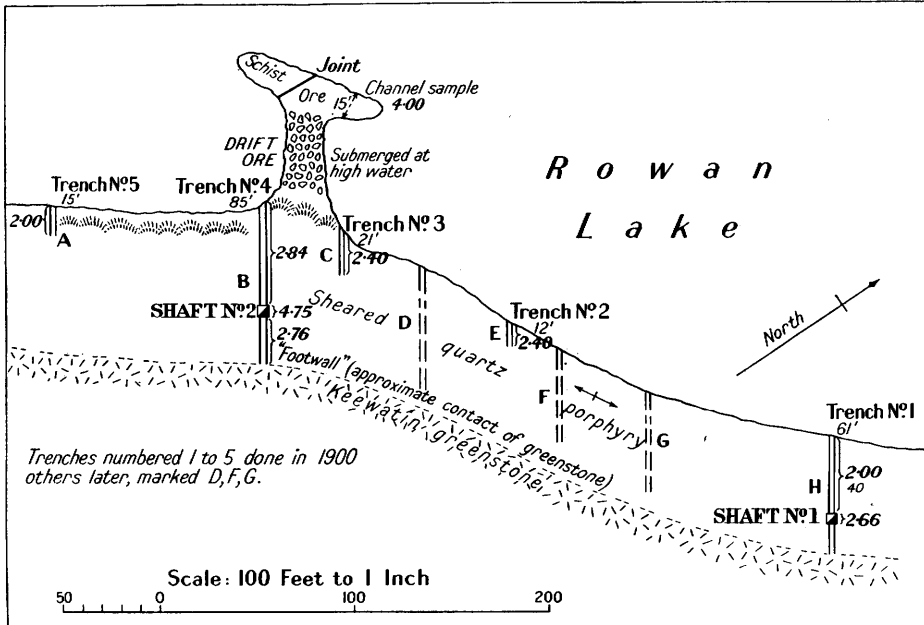 Schist
Joint
Ore
15'
Channel sample
4.00
DRIFT
ORE
Submerged at
high water
Rowan
Lake
Trench Nº5
15'
2.00
A
Trench Nº4
85'
2.84
B
SHAFT Nº2
4.75
2.76
Trench Nº3
21'
C
2.40
Sheared
quartz
porphyry
D
E
Trench Nº2
12'
2.40
F
G
North
Trench Nº1
61'
H
2.00
40
SHAFT Nº1
2.66
"Footwall" (approximate contact of greenstone)
Keewatin greenstone
Trenches numbered 1 to 5 done in 1900
others later, marked D,F,G.
Scale: 100 Feet to 1 Inch
50 0 100 200